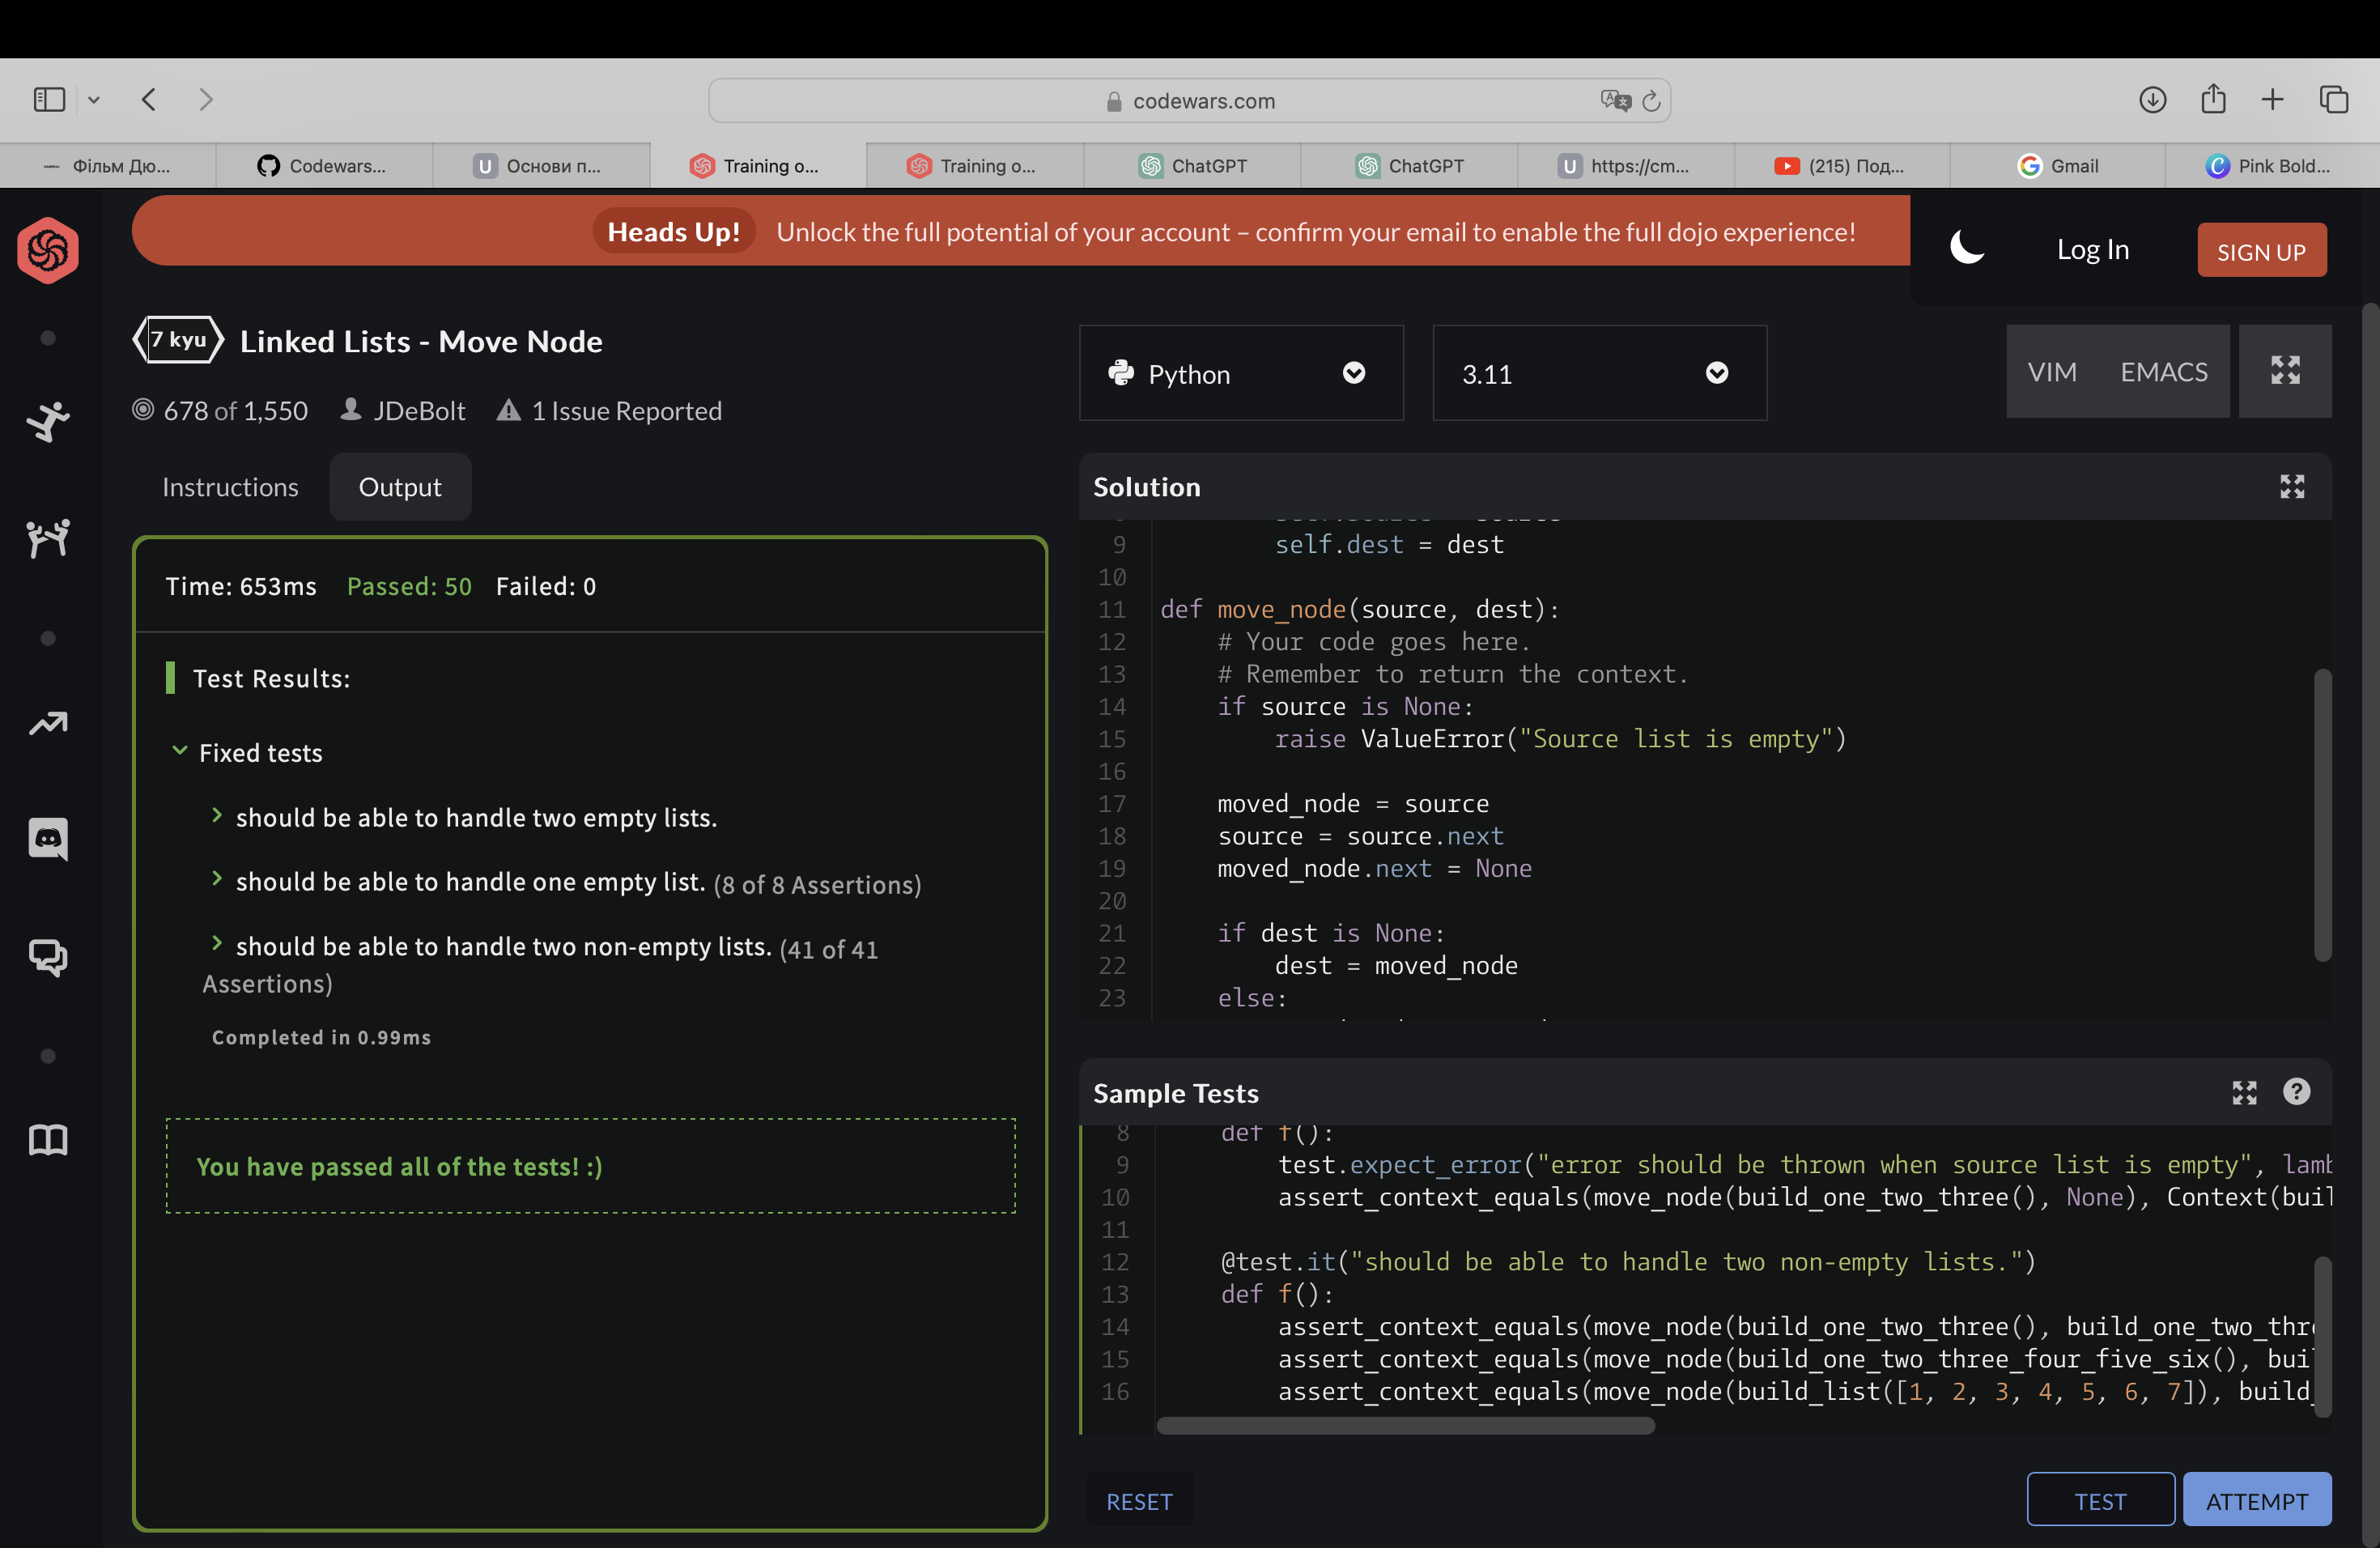 codewars.com
Фільм Дю...
Codewars...
U Основи п...
Training o...
Training o...
ChatGPT
ChatGPT
U https://cm...
(215) Под...
Gmail
Pink Bold...
Heads Up! Unlock the full potential of your account – confirm your email to enable the full dojo experience!
Log In
SIGN UP
7 kyu Linked Lists - Move Node
678 of 1,550 JDeBolt 1 Issue Reported
Instructions Output
Time: 653ms Passed: 50 Failed: 0
Test Results:
Fixed tests
should be able to handle two empty lists.
should be able to handle one empty list. (8 of 8 Assertions)
should be able to handle two non-empty lists. (41 of 41
Assertions)
Completed in 0.99ms
You have passed all of the tests! :)
Python
3.11
VIM EMACS
Solution
9 self.dest = dest
10
11 def move_node(source, dest):
12 # Your code goes here.
13 # Remember to return the context.
14 if source is None:
15 raise ValueError("Source list is empty")
16
17 moved_node = source
18 source = source.next
19 moved_node.next = None
20
21 if dest is None:
22 dest = moved_node
23 else:
Sample Tests
8 def f():
9 test.expect_error("error should be thrown when source list is empty", lamb
10 assert_context_equals(move_node(build_one_two_three(), None), Context(buil
11
12 @test.it("should be able to handle two non-empty lists.")
13 def f():
14 assert_context_equals(move_node(build_one_two_three(), build_one_two_thr
15 assert_context_equals(move_node(build_one_two_three_four_five_six(), bui
16 assert_context_equals(move_node(build_list([1, 2, 3, 4, 5, 6, 7]), build_
RESET
TEST
ATTEMPT